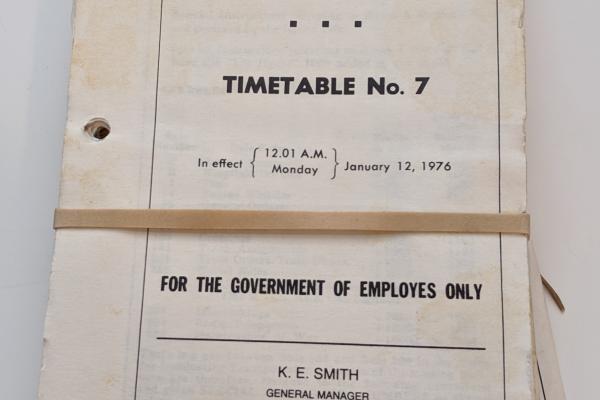 TIMETABLE No. 7
In effect { 12.01 A.M. Monday } January 12, 1976
FOR THE GOVERNMENT OF EMPLOYES ONLY
K. E. SMITH
GENERAL MANAGER